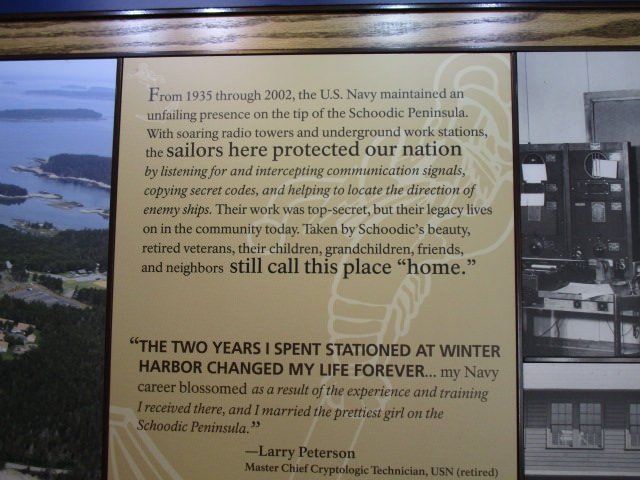 From 1935 through 2002, the U.S. Navy maintained an
unfailing presence on the tip of the Schoodic Peninsula.
With soaring radio towers and underground work stations,
the sailors here protected our nation
by listening for and intercepting communication signals,
copying secret codes, and helping to locate the direction of
enemy ships. Their work was top-secret, but their legacy lives
on in the community today. Taken by Schoodic's beauty,
retired veterans, their children, grandchildren, friends,
and neighbors still call this place “home.”
“THE TWO YEARS I SPENT STATIONED AT WINTER
HARBOR CHANGED MY LIFE FOREVER... my Navy
career blossomed as a result of the experience and training
I received there, and I married the prettiest girl on the
Schoodic Peninsula.”
—Larry Peterson
Master Chief Cryptologic Technician, USN (retired)